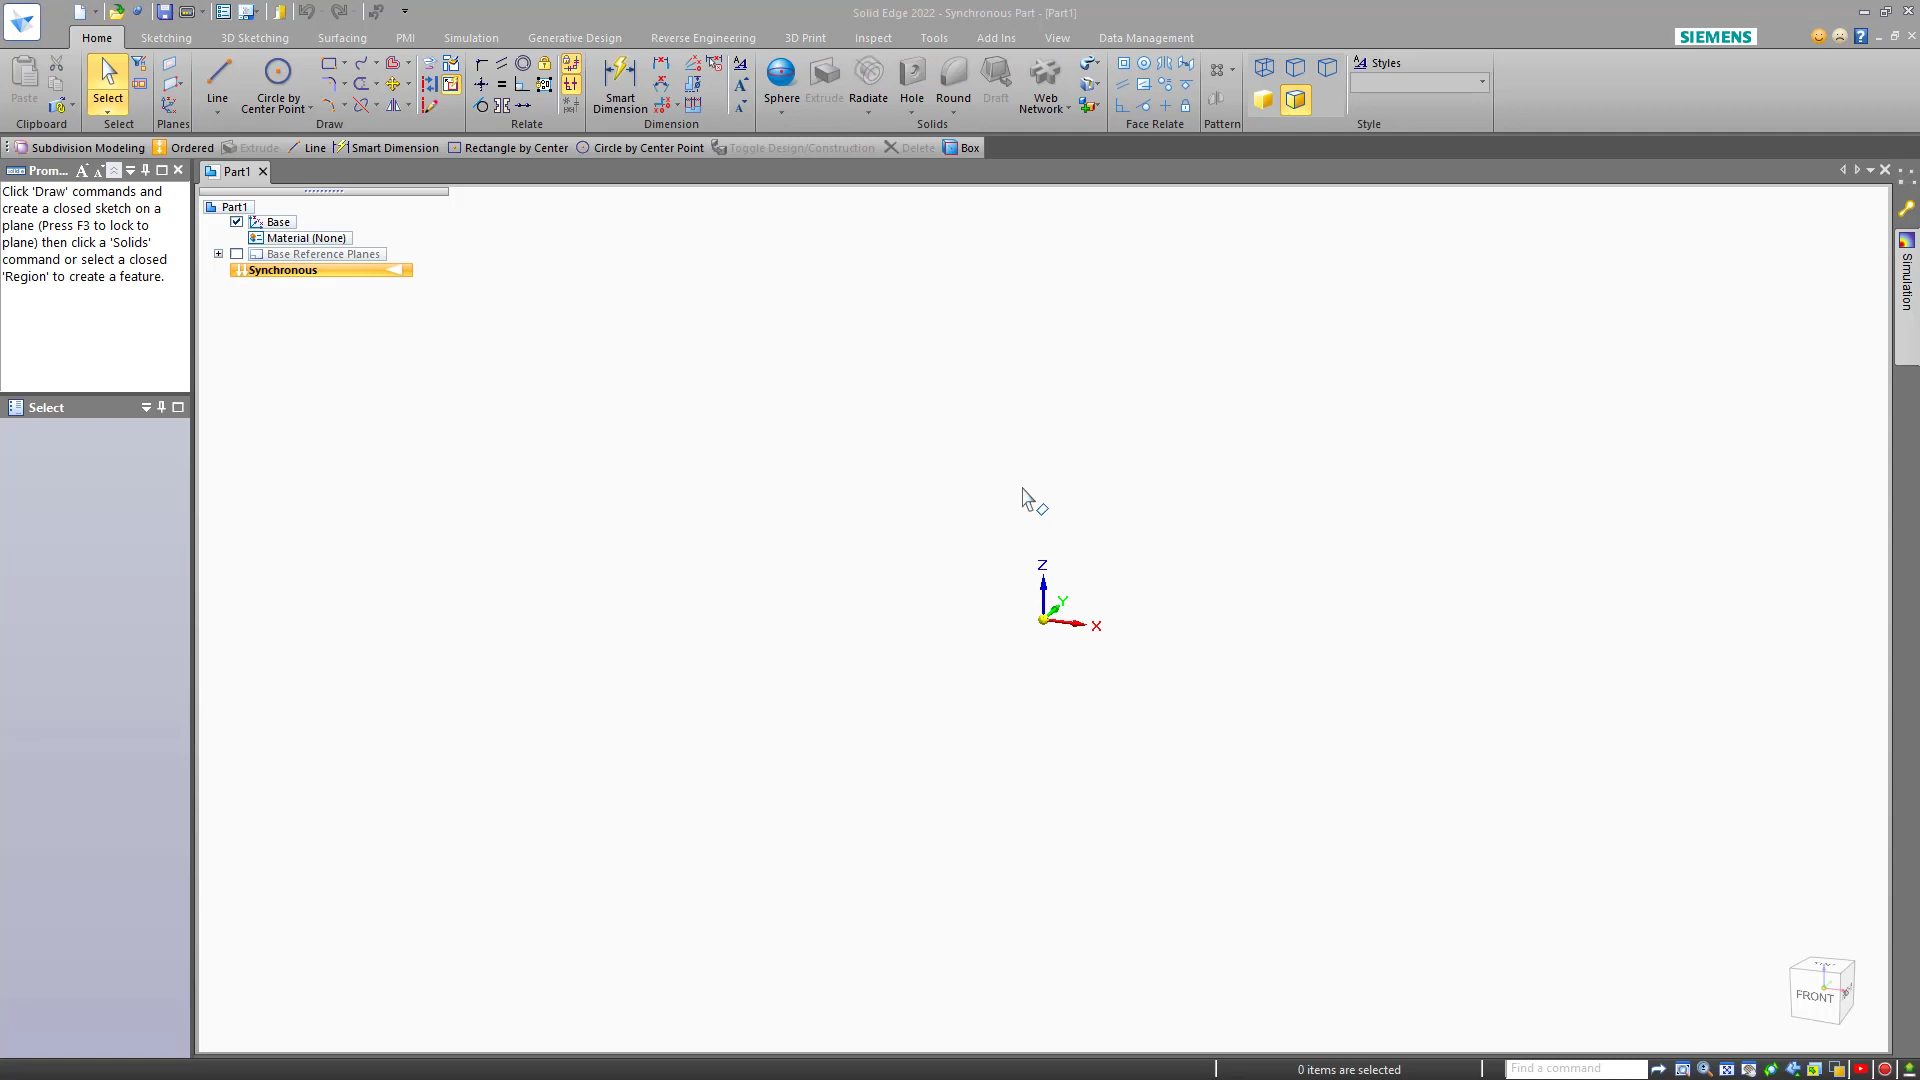 Solid Edge 2022 - Synchronous Part - [Part1]
Home
Sketching
3D Sketching
Surfacing
PMI
Simulation
Generative Design
Reverse Engineering
3D Print
Inspect
Tools
Add Ins
View
Data Management
SIEMENS
Paste
Clipboard
Select
Select
Planes
Line
Circle by
Center Point
Draw
Relate
Smart
Dimension
Dimension
Sphere
Extrude
Radiate
Hole
Round
Draft
Web
Network
Solids
Face Relate
Pattern
Styles
Style
Subdivision Modeling
Ordered
Extrude
Line
Smart Dimension
Rectangle by Center
Circle by Center Point
Toggle Design/Construction
Delete
Box
Prom...
Part1
Click 'Draw' commands and
create a closed sketch on a
plane (Press F3 to lock to
plane) then click a 'Solids'
command or select a closed
'Region' to create a feature.
Part1
Base
Material (None)
Base Reference Planes
Synchronous
Simulation
Select
Z
Y
X
FRONT
0 items are selected
Find a command